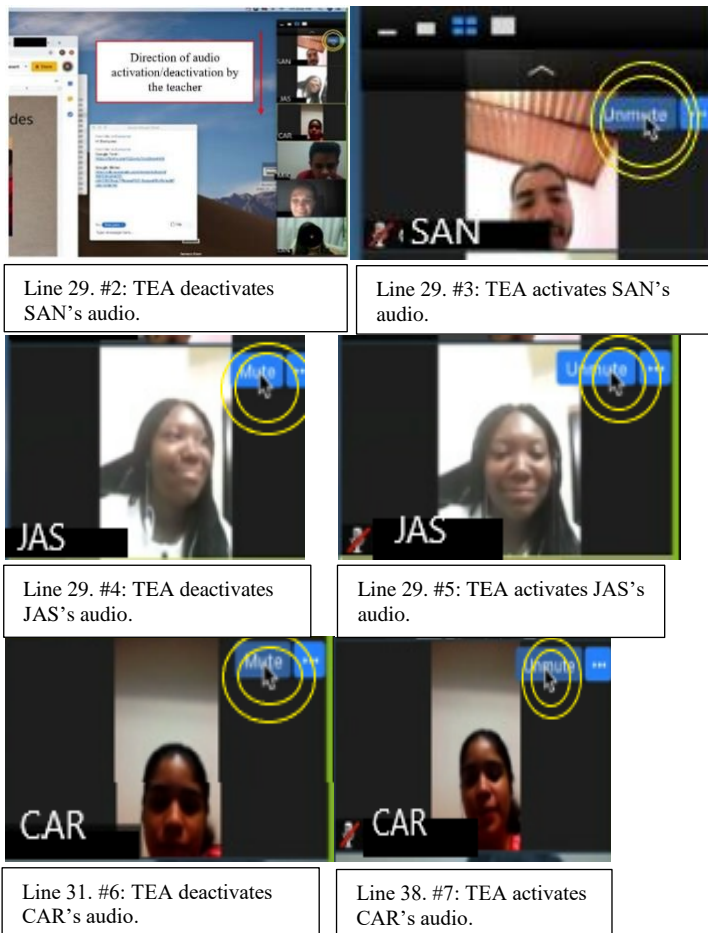 Direction of audio
activation/deactivation by
the teacher
des
SAN
JAS
CAR
Unmute
SAN
Line 29. #2: TEA deactivates
SAN's audio.
Line 29. #3: TEA activates SAN's
audio.
Mute
JAS
Unmute
JAS
Line 29. #4: TEA deactivates
JAS's audio.
Line 29. #5: TEA activates JAS's
audio.
Mute
CAR
Unmute
CAR
Line 31. #6: TEA deactivates
CAR's audio.
Line 38. #7: TEA activates
CAR's audio.